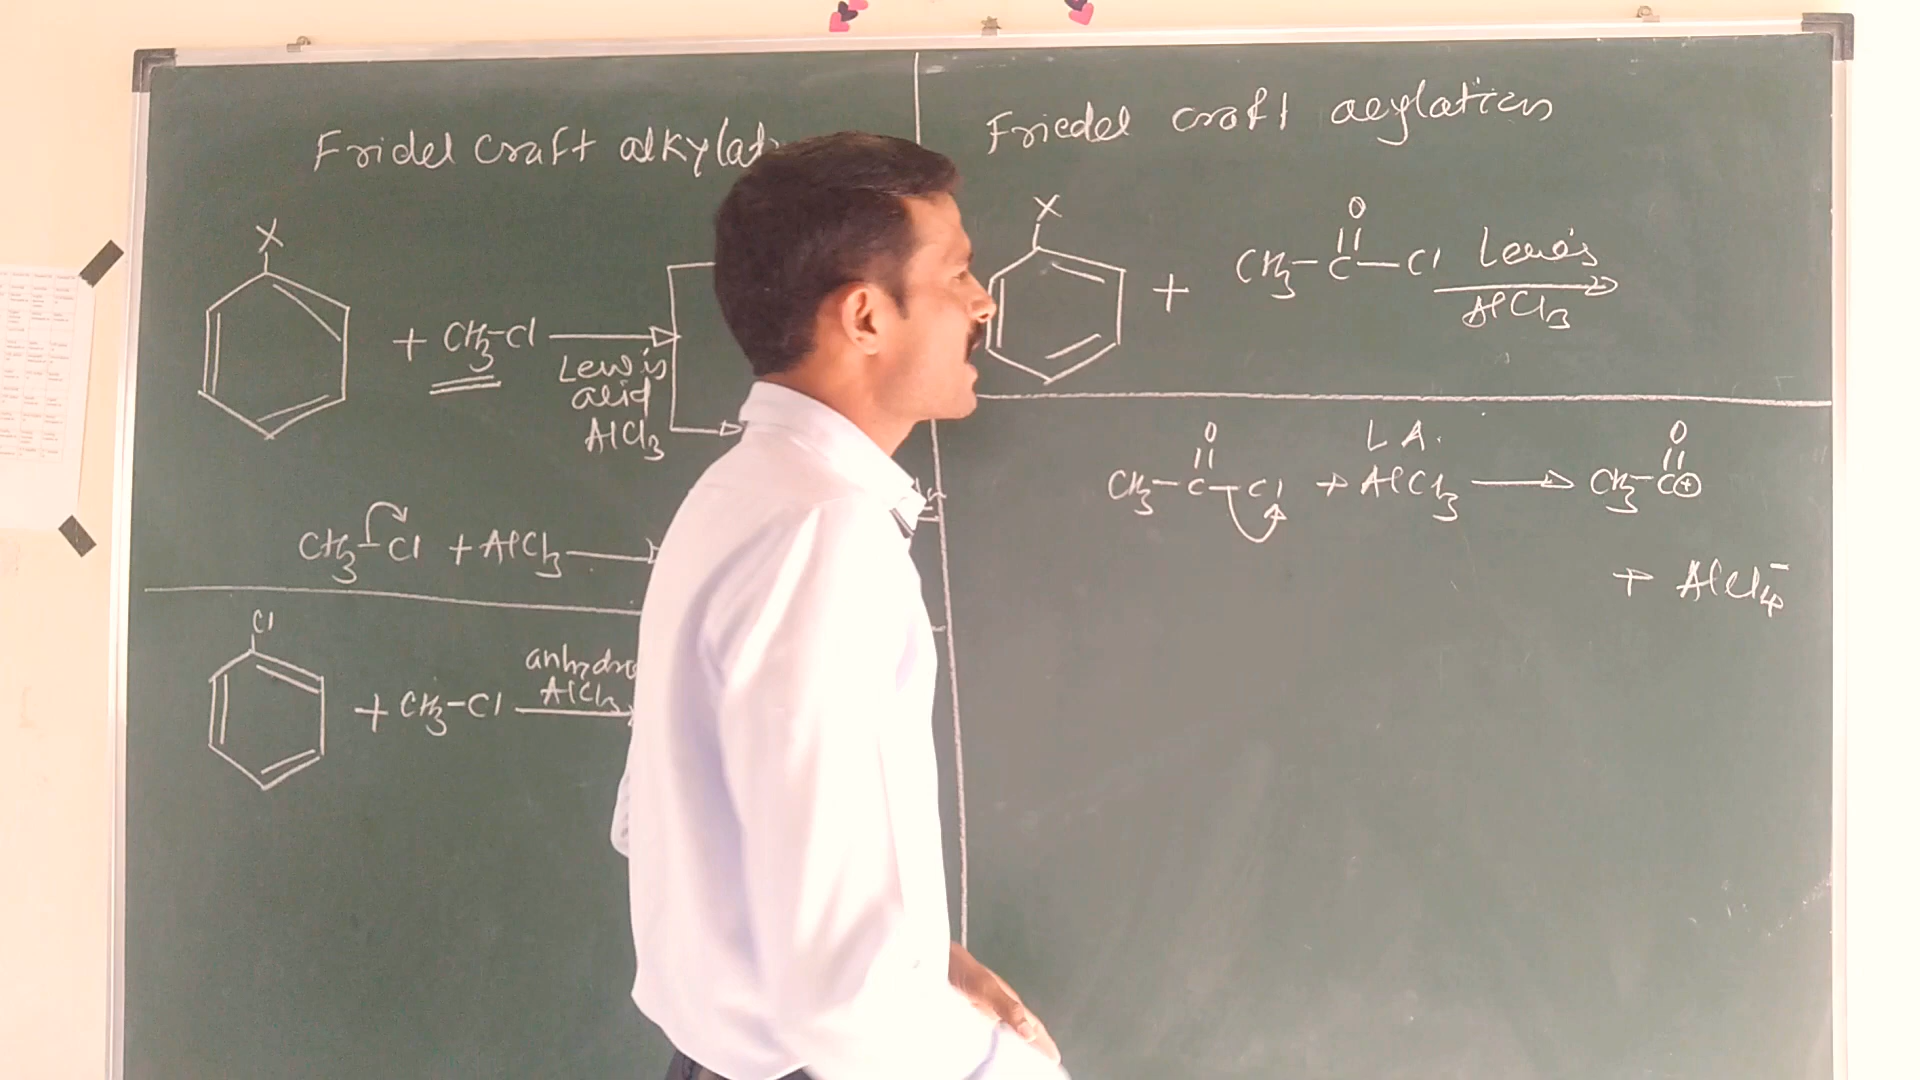 Fridel craft alkylat
X
+ CH3-Cl
Lewis
acid
AlCl3
CH3-Cl + AlCl3
Cl
+ CH3-Cl
anhydro
AlCl3
Friedel craft acylation
X
O
CH3-C-Cl
+
Lewis
AlCl3
O
CH3-C-Cl + AlCl3
L A.
O
CH3-C⊕
+ AlCl4-